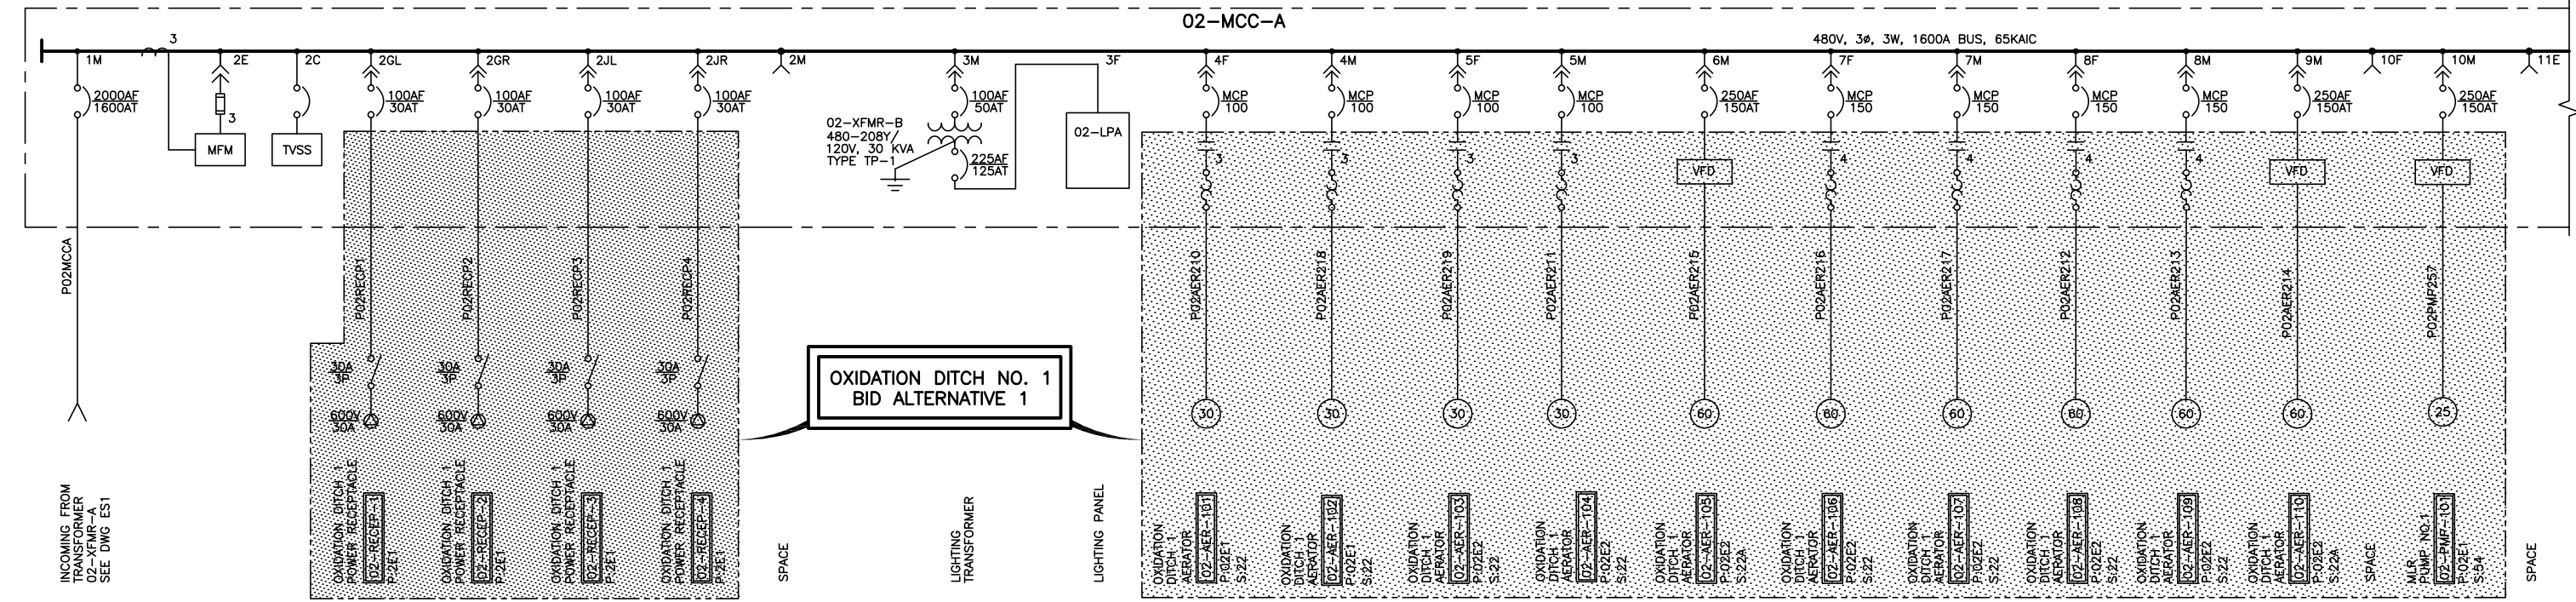 02-MCC-A
480V, 3ø, 3W, 1600A BUS, 65KAIC
3
1M
2E
2C
2GL
2GR
2JL
2JR
2M
3M
3F
4F
4M
5F
5M
6M
7F
7M
8F
8M
9M
10F
10M
11E
2000AF
1600AT
3
MFM
TVSS
100AF
30AT
100AF
30AT
100AF
30AT
100AF
30AT
100AF
50AT
02-XFMR-B
480-208Y/
120V, 30 KVA
TYPE TP-1
225AF
125AT
02-LPA
MCP
100
MCP
100
MCP
100
MCP
100
250AF
150AT
MCP
150
MCP
150
MCP
150
MCP
150
250AF
150AT
250AF
150AT
3
3
3
3
VFD
4
4
4
4
VFD
VFD
P02MCCA
P02RECP1
P02RECP2
P02RECP3
P02RECP4
P02AER210
P02AER218
P02AER219
P02AER211
P02AER215
P02AER216
P02AER217
P02AER212
P02AER213
P02AER214
P02PMP257
30A
3P
30A
3P
30A
3P
30A
3P
600V
30A
600V
30A
600V
30A
600V
30A
OXIDATION DITCH NO. 1
BID ALTERNATIVE 1
30
30
30
30
60
60
60
60
60
60
25
INCOMING FROM
TRANSFORMER
02-XFMR-A
SEE DWG ES1
OXIDATION DITCH 1
POWER RECEPTACLE
02-RECEP-1
P:2E1
OXIDATION DITCH 1
POWER RECEPTACLE
02-RECEP-2
P:2E1
OXIDATION DITCH 1
POWER RECEPTACLE
02-RECEP-3
P:2E1
OXIDATION DITCH 1
POWER RECEPTACLE
02-RECEP-4
P:2E1
SPACE
LIGHTING
TRANSFORMER
LIGHTING PANEL
OXIDATION
DITCH 1
AERATOR
02-AER-101
P:02E1
S:22
OXIDATION
DITCH 1
AERATOR
02-AER-102
P:02E1
S:22
OXIDATION
DITCH 1
AERATOR
02-AER-103
P:02E2
S:22
OXIDATION
DITCH 1
AERATOR
02-AER-104
P:02E2
S:22
OXIDATION
DITCH 1
AERATOR
02-AER-105
P:02E2
S:22A
OXIDATION
DITCH 1
AERATOR
02-AER-106
P:02E2
S:22
OXIDATION
DITCH 1
AERATOR
02-AER-107
P:02E2
S:22
OXIDATION
DITCH 1
AERATOR
02-AER-108
P:02E2
S:22
OXIDATION
DITCH 1
AERATOR
02-AER-109
P:02E2
S:22
OXIDATION
DITCH 1
AERATOR
02-AER-110
P:02E2
S:22A
SPACE
MLR
PUMP NO.1
02-PMP-101
P:02E1
S:54
SPACE